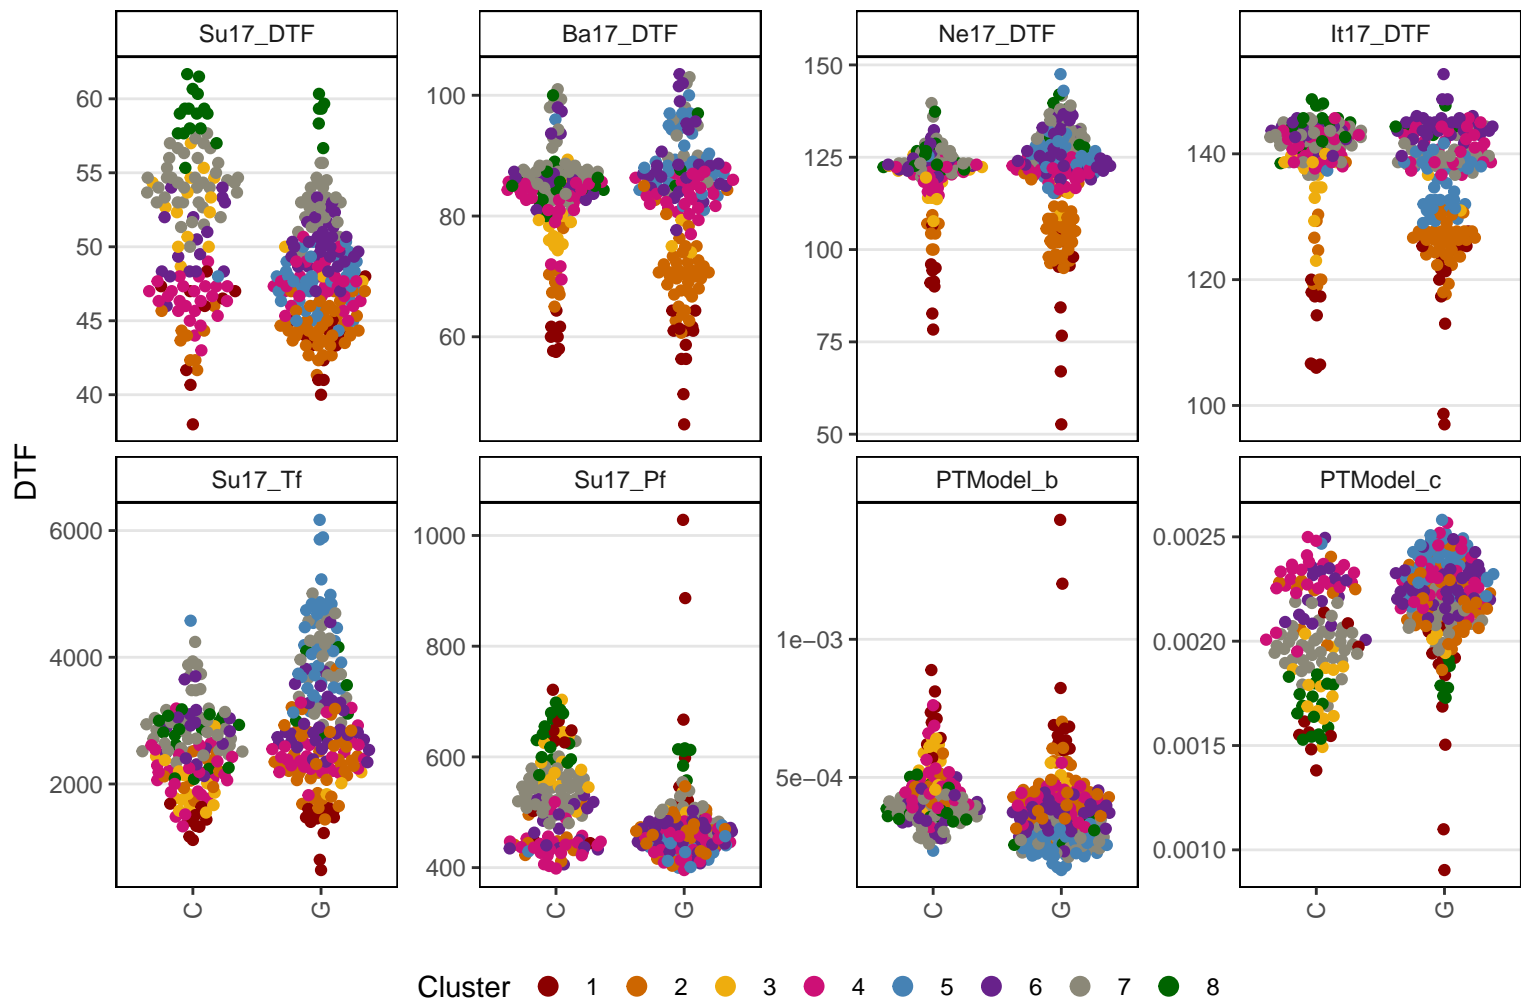 Su17_DTF Ba17_DTF Ne17_DTF It17_DTF
60 55 50 45 40
100 80 60
150 125 100 75 50
140 120 100
DTF
Su17_Tf Su17_Pf PTModel_b PTModel_c
6000 4000 2000
1000 800 600 400
1e−03 5e−04
0.0025 0.0020 0.0015 0.0010
C G C G C G C G
Cluster 1 2 3 4 5 6 7 8